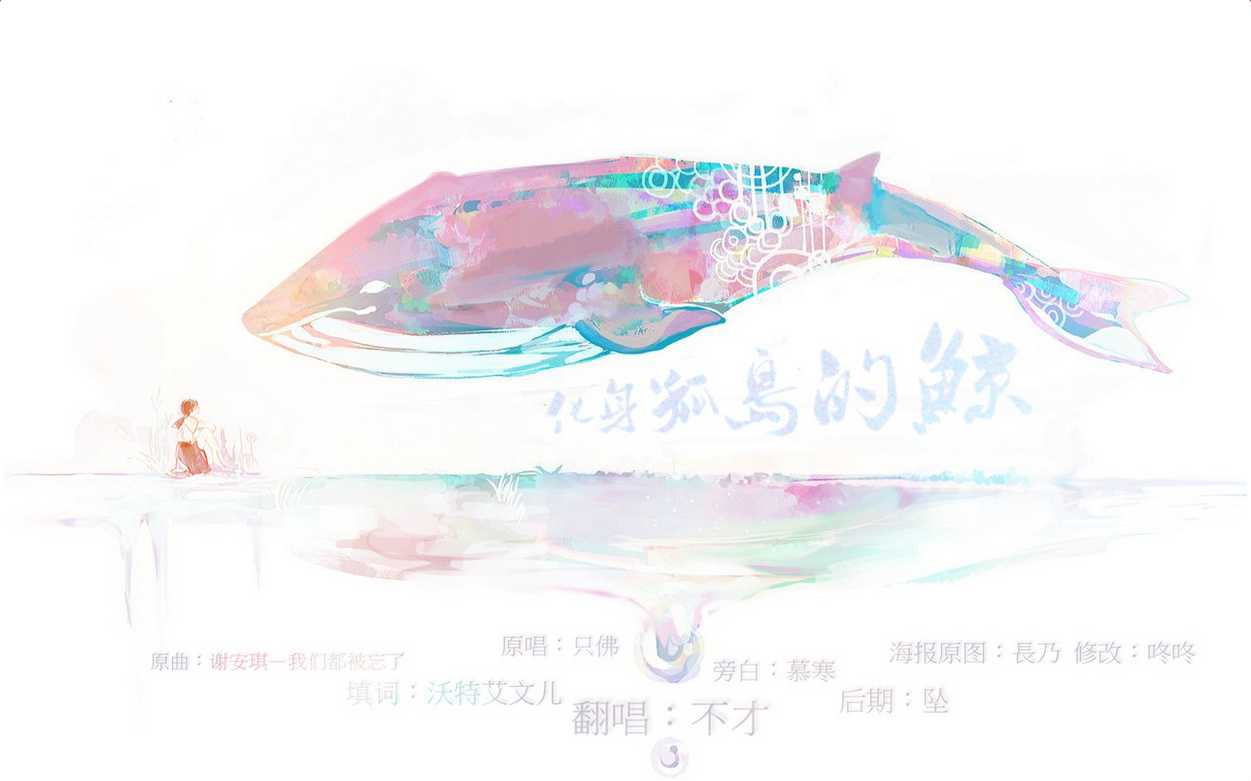 化身孤岛的鲸
原唱：只佛
原曲：谢安琪—我们都被忘了
海报原图：長乃 修改：咚咚
旁白：慕寒
填词：沃特艾文儿
后期：坠
翻唱：不才